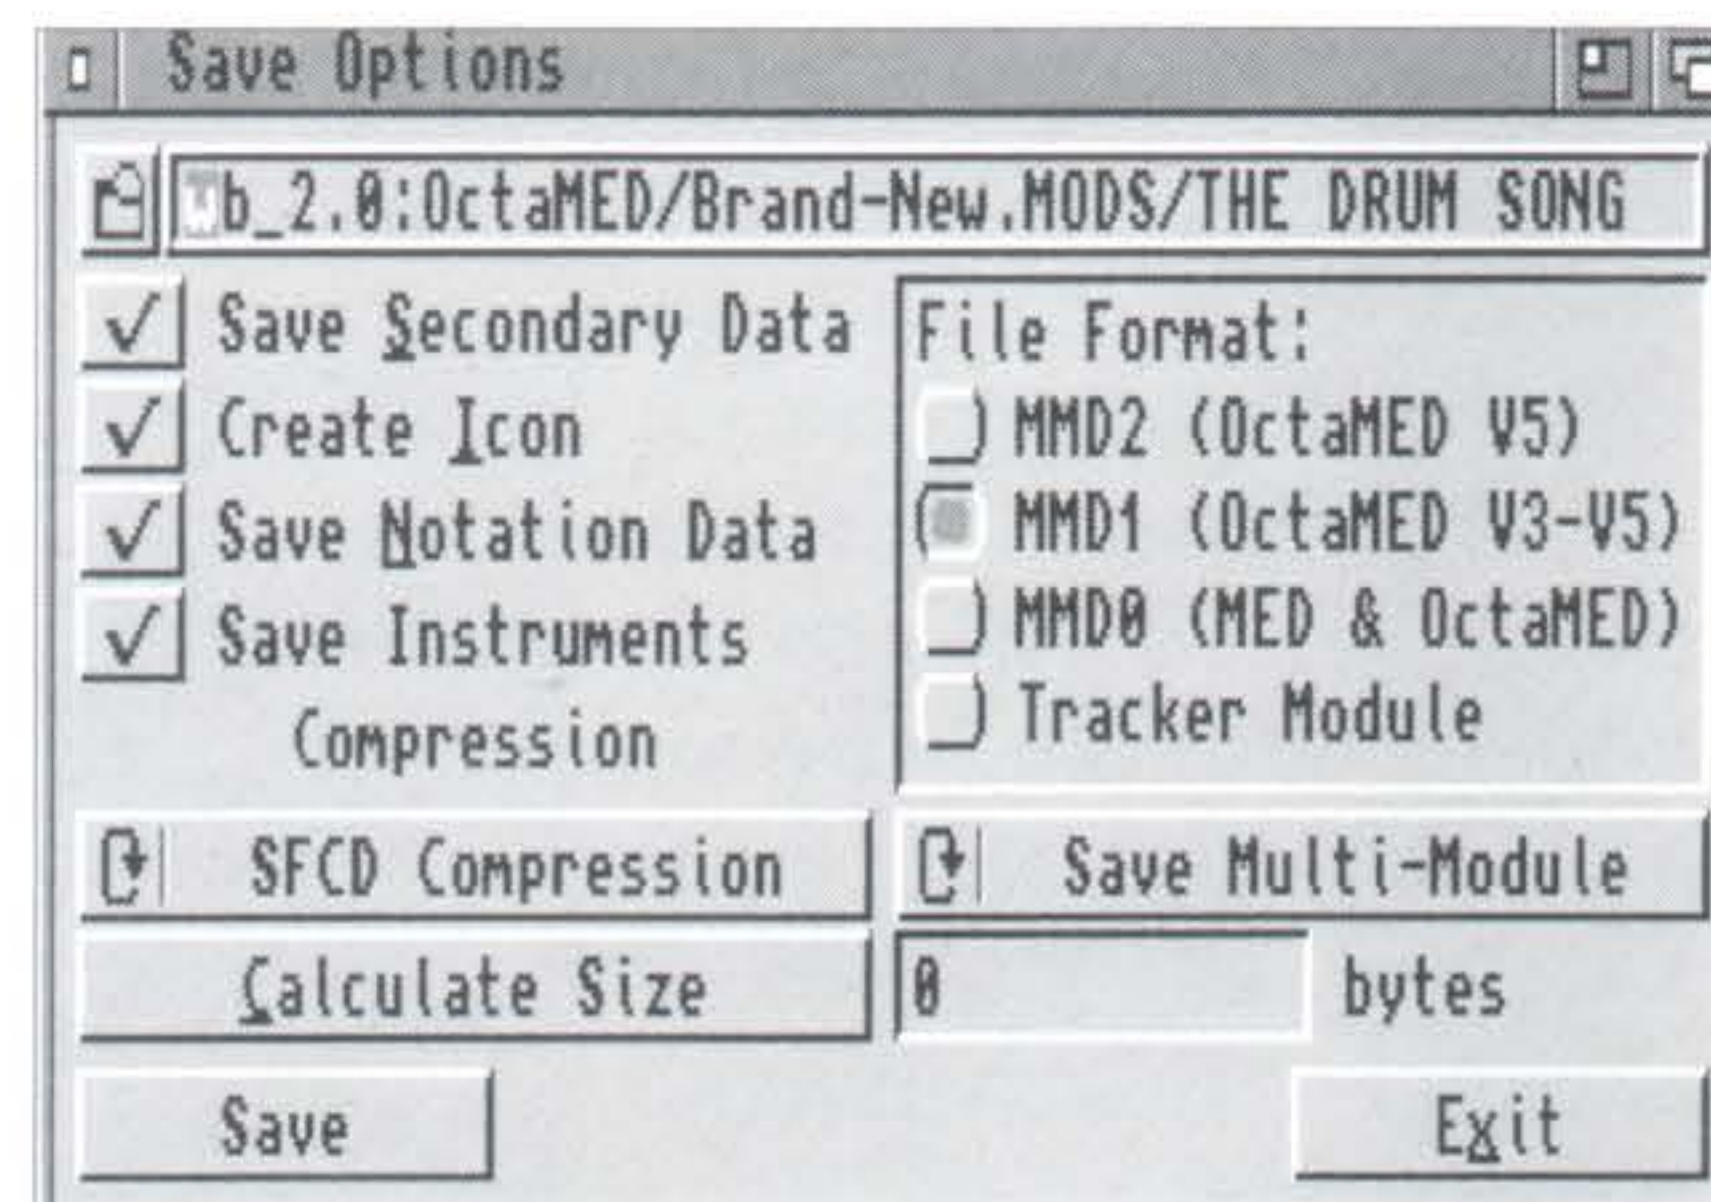 Save Options
Wb_2.0:OctaMED/Brand-New.MODS/THE DRUM SONG
Save Secondary Data
Create Icon
Save Notation Data
Save Instruments
Compression
File Format:
MMD2 (OctaMED V5)
MMD1 (OctaMED V3-V5)
MMD0 (MED & OctaMED)
Tracker Module
SFCD Compression
Save Multi-Module
Calculate Size
0
bytes
Save
Exit